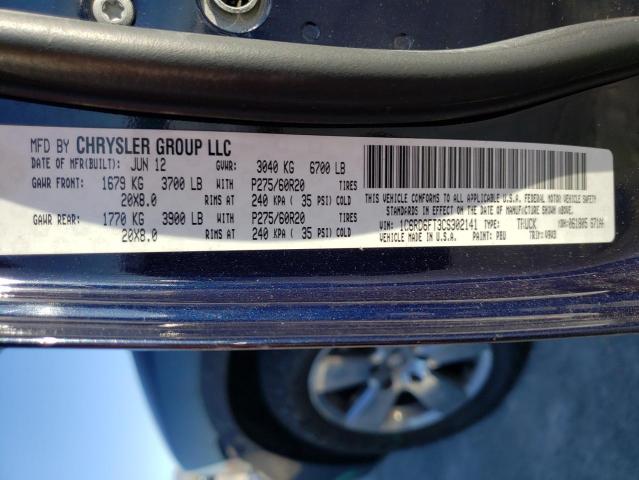 MFD BY CHRYSLER GROUP LLC
DATE OF MFR(BUILT): JUN 12 GVWR: 3040 KG 6700 LB
GAWR FRONT: 1679 KG 3700 LB WITH P275/60R20 TIRES
20X8.0 RIMS AT 240 KPA ( 35 PSI) COLD
GAWR REAR: 1770 KG 3900 LB WITH P275/60R20 TIRES
20X8.0 RIMS AT 240 KPA ( 35 PSI) COLD
THIS VEHICLE CONFORMS TO ALL APPLICABLE U.S.A. FEDERAL MOTOR VEHICLE SAFETY
STANDARDS IN EFFECT ON THE DATE OF MANUFACTURE SHOWN ABOVE.
VIN: 1C6RD6FT3CS302141 TYPE: TRUCK
VEHICLE MADE IN U.S.A. PAINT: PBU TRIM: